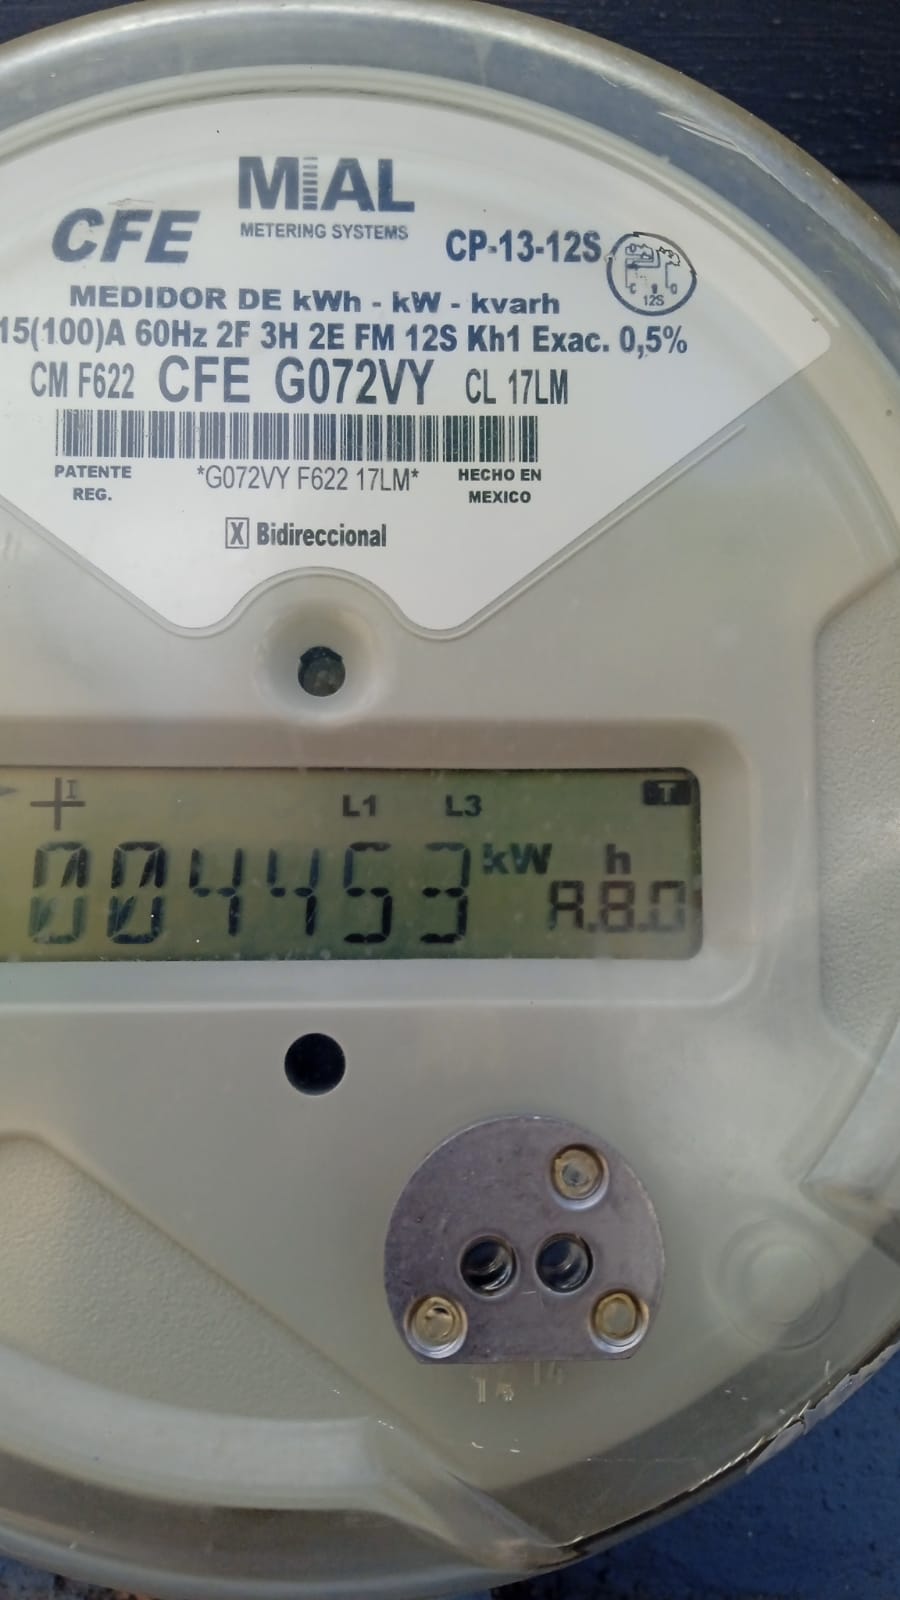 MIAL
METERING SYSTEMS
CFE
CP-13-12S
12S
MEDIDOR DE kWh - kW - kvarh
15(100)A 60Hz 2F 3H 2E FM 12S Kh1 Exac. 0,5%
CM F622 CFE G072VY CL 17LM
*G072VY F622 17LM*
PATENTE
REG.
HECHO EN
MEXICO
X Bidireccional
I L1 L3 T
004453 kW h
A.8.0